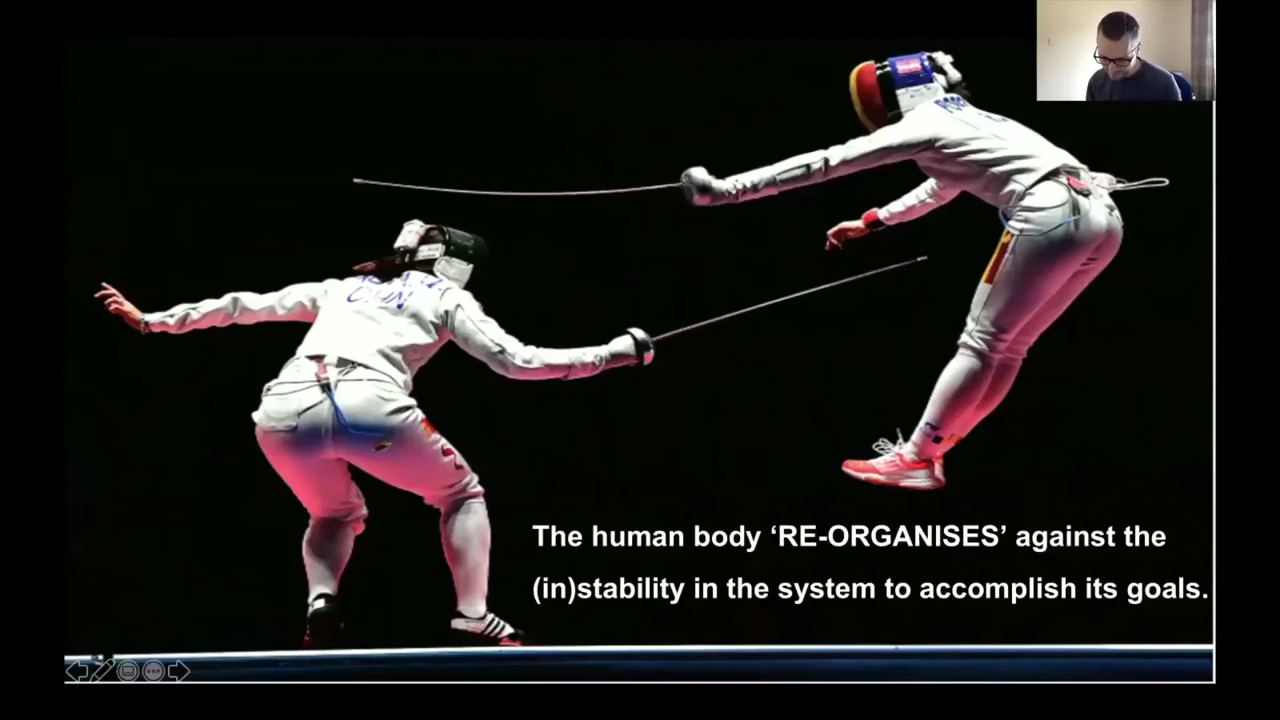 The human body ‘RE-ORGANISES’ against the
(in)stability in the system to accomplish its goals.